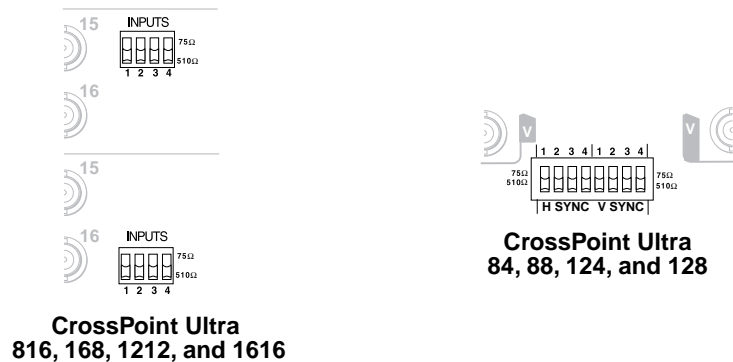 15
INPUTS
75Ω
510Ω
1 2 3 4
16
15
16
INPUTS
75Ω
510Ω
1 2 3 4
CrossPoint Ultra
816, 168, 1212, and 1616
V
V
1 2 3 4 1 2 3 4
75Ω
510Ω
75Ω
510Ω
H SYNC V SYNC
CrossPoint Ultra
84, 88, 124, and 128